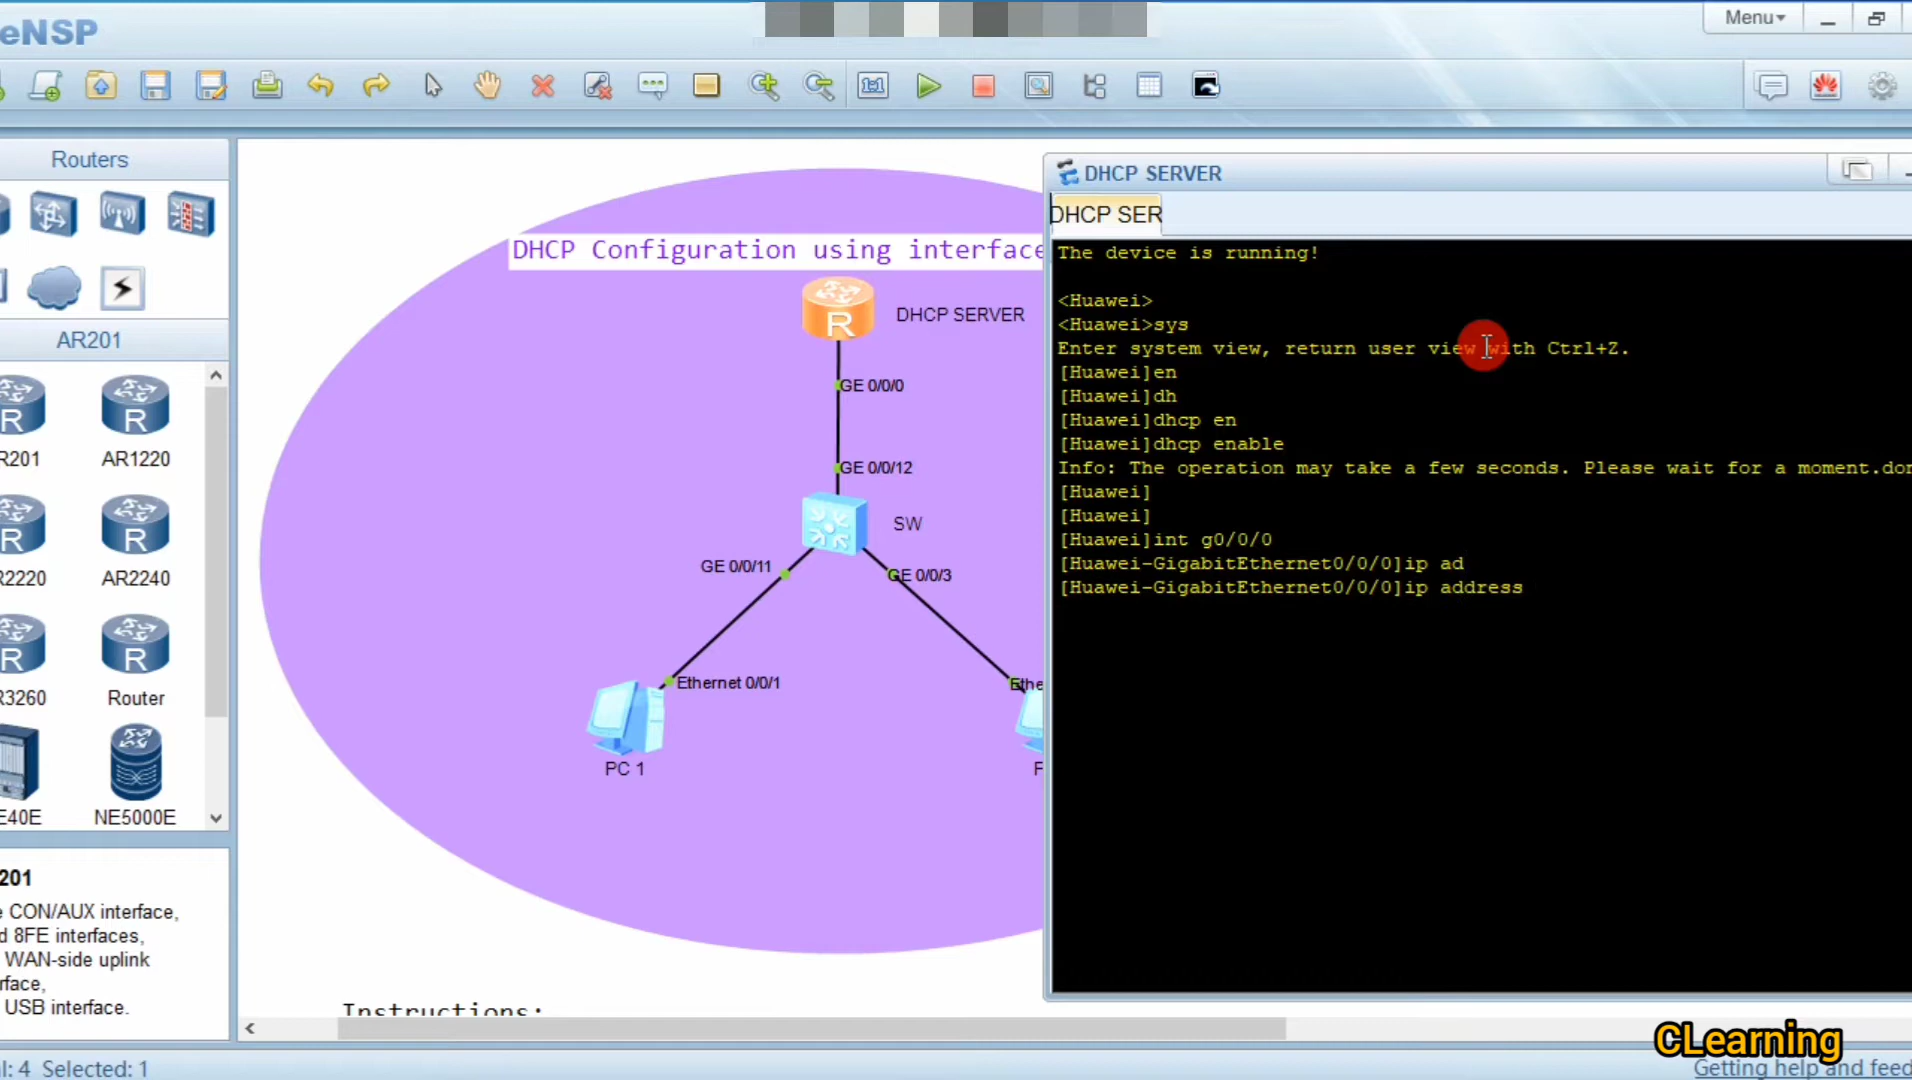 eNSP
Menu
Routers
AR201
R201
AR1220
R2220
AR2240
R3260
Router
E40E
NE5000E
201
CON/AUX interface,
8FE interfaces,
WAN-side uplink
rface,
USB interface.
DHCP Configuration using interface
DHCP SERVER
GE 0/0/0
GE 0/0/12
SW
GE 0/0/11
GE 0/0/3
Ethernet 0/0/1
Ethe
PC 1
Instructions:
DHCP SERVER
DHCP SER
The device is running!
<Huawei>
<Huawei>sys
Enter system view, return user view with Ctrl+Z.
[Huawei]en
[Huawei]dh
[Huawei]dhcp en
[Huawei]dhcp enable
Info: The operation may take a few seconds. Please wait for a moment.don
[Huawei]
[Huawei]
[Huawei]int g0/0/0
[Huawei-GigabitEthernet0/0/0]ip ad
[Huawei-GigabitEthernet0/0/0]ip address
CLearning
l: 4 Selected: 1
Getting help and feed